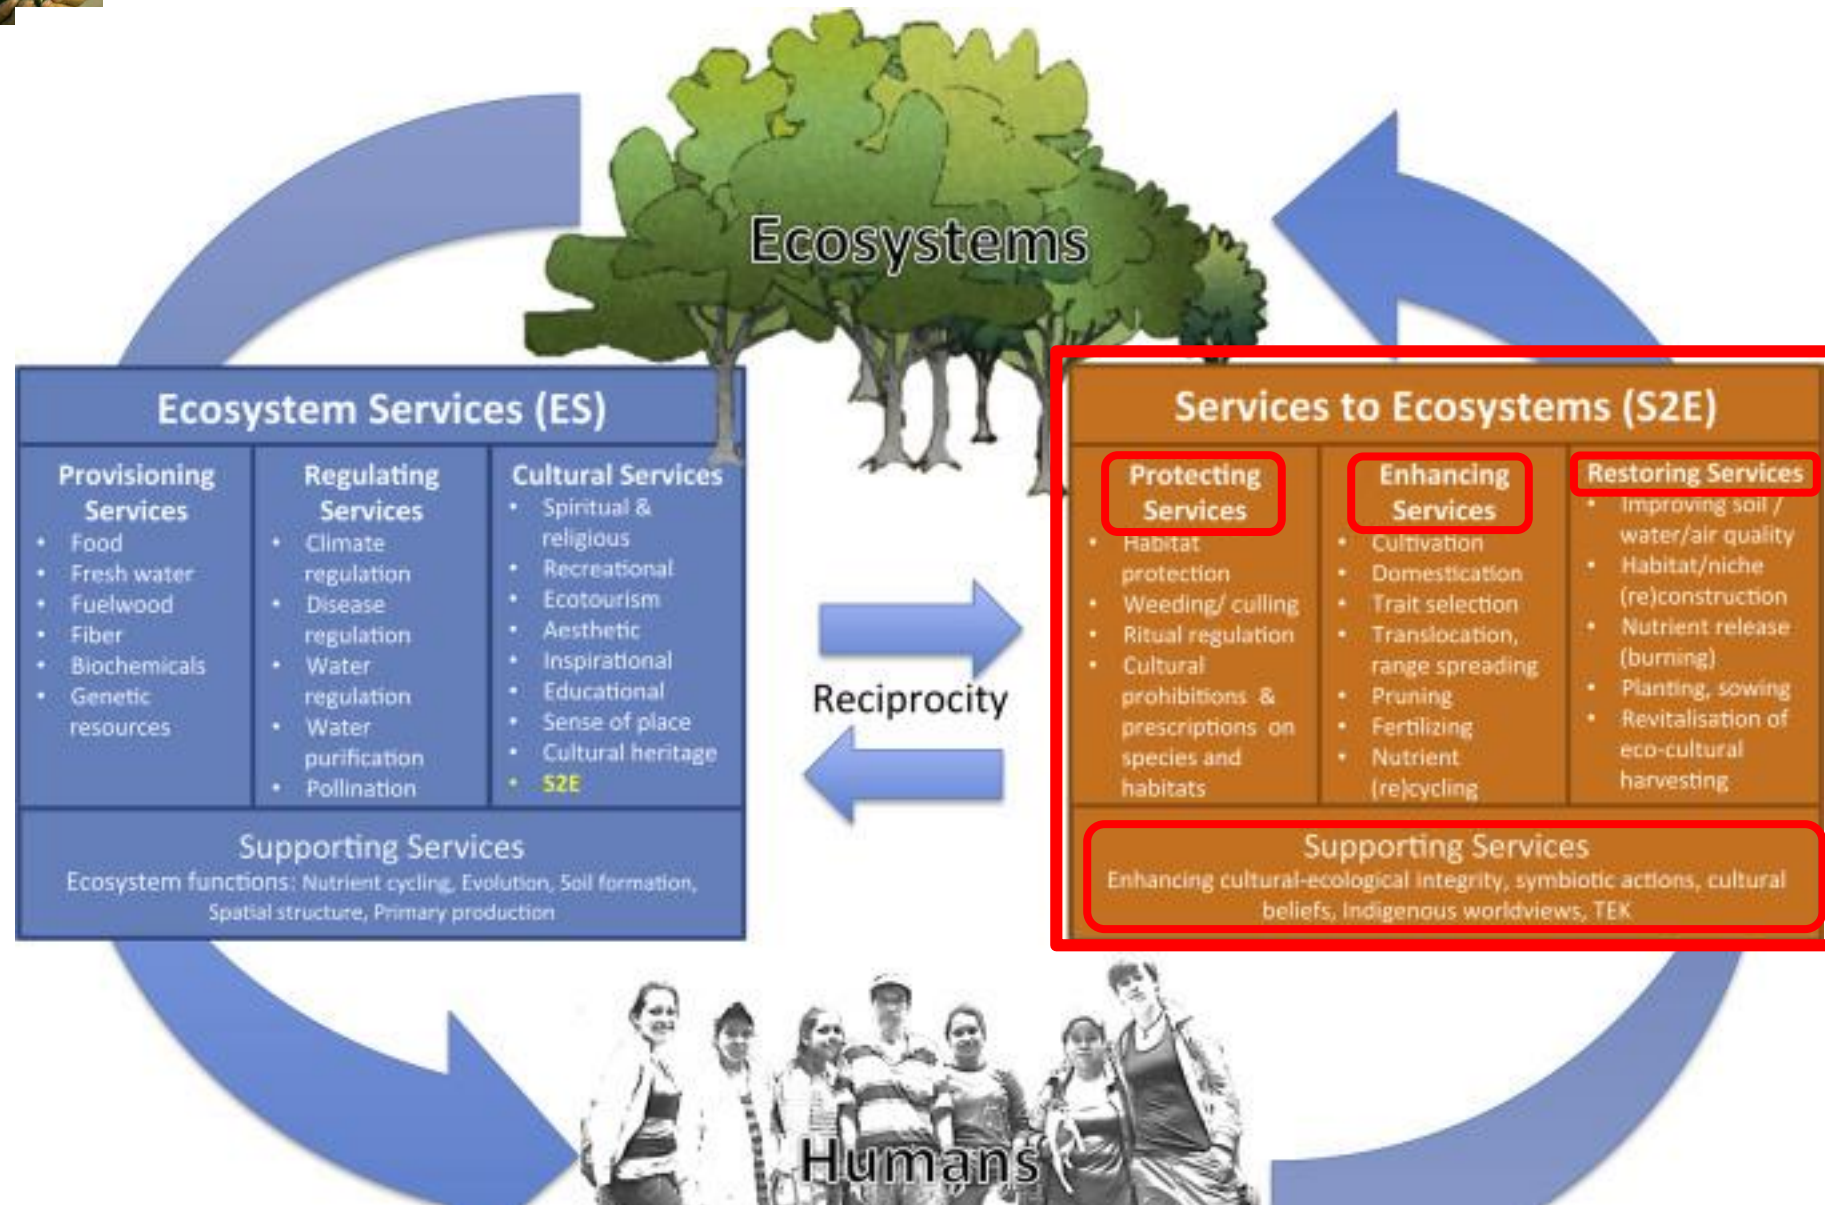 Ecosystems
Ecosystem Services (ES)
Provisioning
Services
• Food
• Fresh water
• Fuelwood
• Fiber
• Biochemicals
• Genetic
resources
Regulating
Services
• Climate
regulation
• Disease
regulation
• Water
regulation
• Water
purification
• Pollination
Cultural Services
• Spiritual &
religious
• Recreational
• Ecotourism
• Aesthetic
• Inspirational
• Educational
• Sense of place
• Cultural heritage
• S2E
Supporting Services
Ecosystem functions: Nutrient cycling, Evolution, Soil formation,
Spatial structure, Primary production
Reciprocity
Services to Ecosystems (S2E)
Protecting
Services
• Habitat
protection
• Weeding/ culling
• Ritual regulation
• Cultural
prohibitions &
prescriptions on
species and
habitats
Enhancing
Services
• Cultivation
• Domestication
• Trait selection
• Translocation,
range spreading
• Pruning
• Fertilizing
• Nutrient
(re)cycling
Restoring Services
• Improving soil /
water/air quality
• Habitat/niche
(re)construction
• Nutrient release
(burning)
• Planting, sowing
• Revitalisation of
eco-cultural
harvesting
Supporting Services
Enhancing cultural-ecological integrity, symbiotic actions, cultural
beliefs, Indigenous worldviews, TEK
Humans